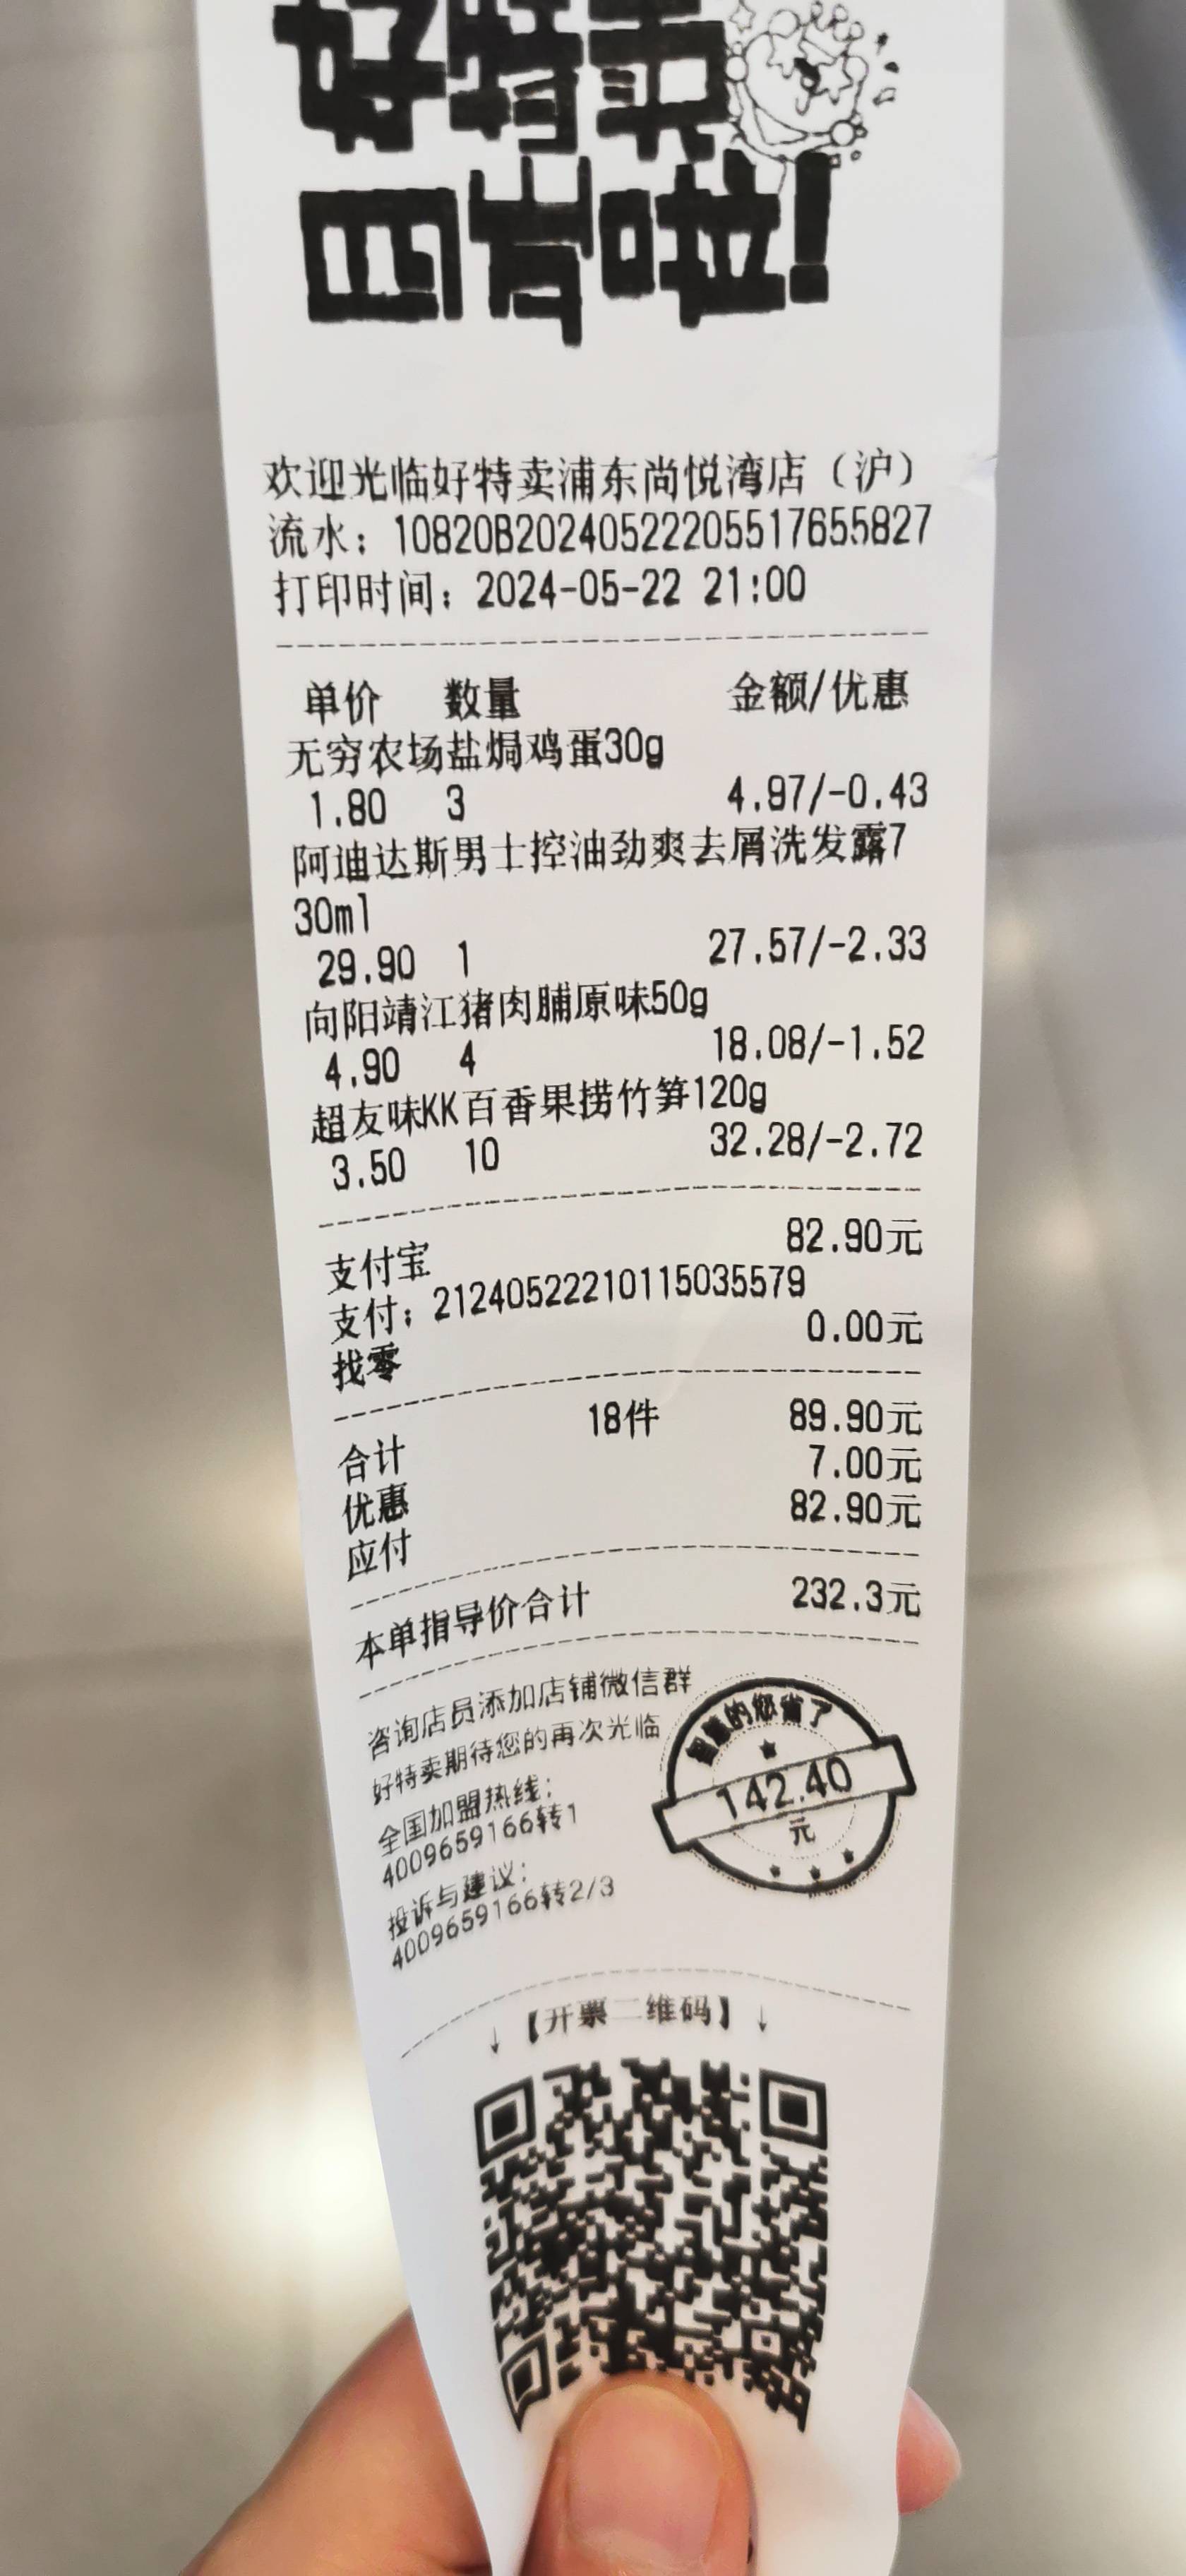 好特卖
四岁啦!
欢迎光临好特卖浦东尚悦湾店（沪）
流水：10820B20240522205517655827
打印时间：2024-05-22 21:00
单价 数量 金额/优惠
无穷农场盐焗鸡蛋30g
1.80 3 4.97/-0.43
阿迪达斯男士控油劲爽去屑洗发露7
30ml
29.90 1 27.57/-2.33
向阳靖江猪肉脯原味50g
4.90 4 18.08/-1.52
超友味KK百香果捞竹笋120g
3.50 10 32.28/-2.72
支付宝 82.90元
支付：21240522210115035579
找零 0.00元
合计 18件 89.90元
优惠 7.00元
应付 82.90元
本单指导价合计 232.3元
咨询店员添加店铺微信群
好特卖期待您的再次光临
全国加盟热线：
4009659166转1
投诉与建议：
4009659166转2/3
的您省了
142.40
元
↓【开票二维码】↓